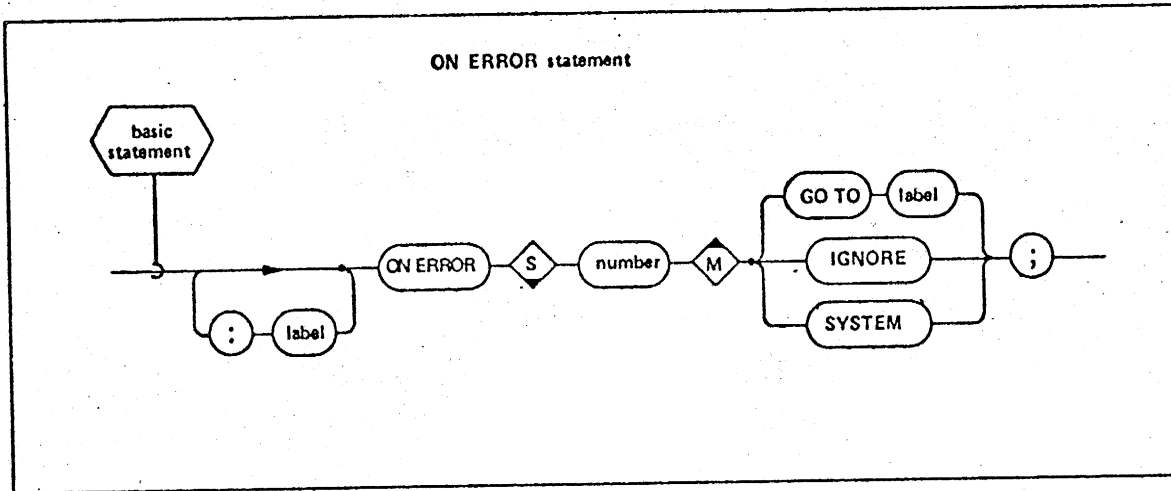 ON ERROR statement
basic
statement
GO TO label
ON ERROR S number M IGNORE ;
SYSTEM
: label